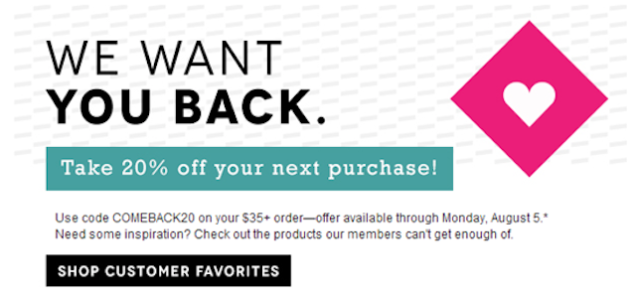 WE WANT
YOU BACK.
Take 20% off your next purchase!
Use code COMEBACK20 on your $35+ order—offer available through Monday, August 5.*
Need some inspiration? Check out the products our members can't get enough of.
SHOP CUSTOMER FAVORITES